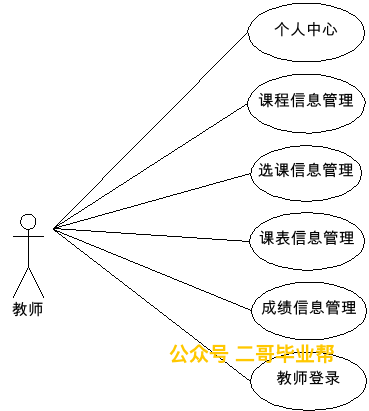 个人中心
课程信息管理
选课信息管理
课表信息管理
教师
成绩信息管理
公众号 二哥毕业帮
教师登录